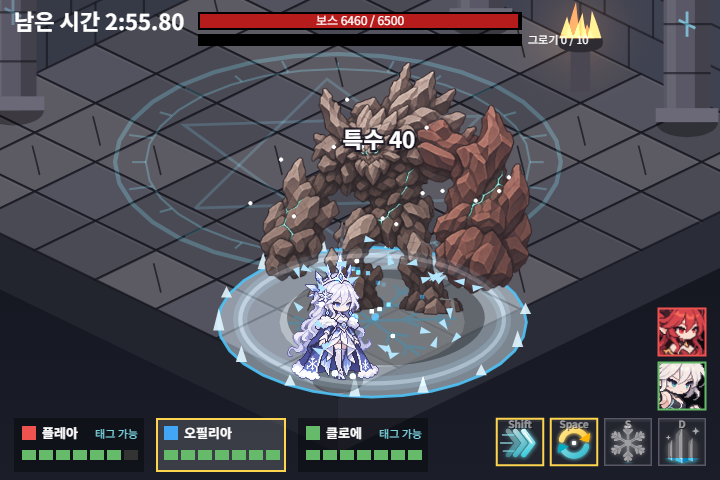 남은 시간 2:55.80
보스 6460 / 6500
그로기 0 / 10
특수 40
플레아 태그 가능
오필리아
클로에 태그 가능
Shift
Space
S
D